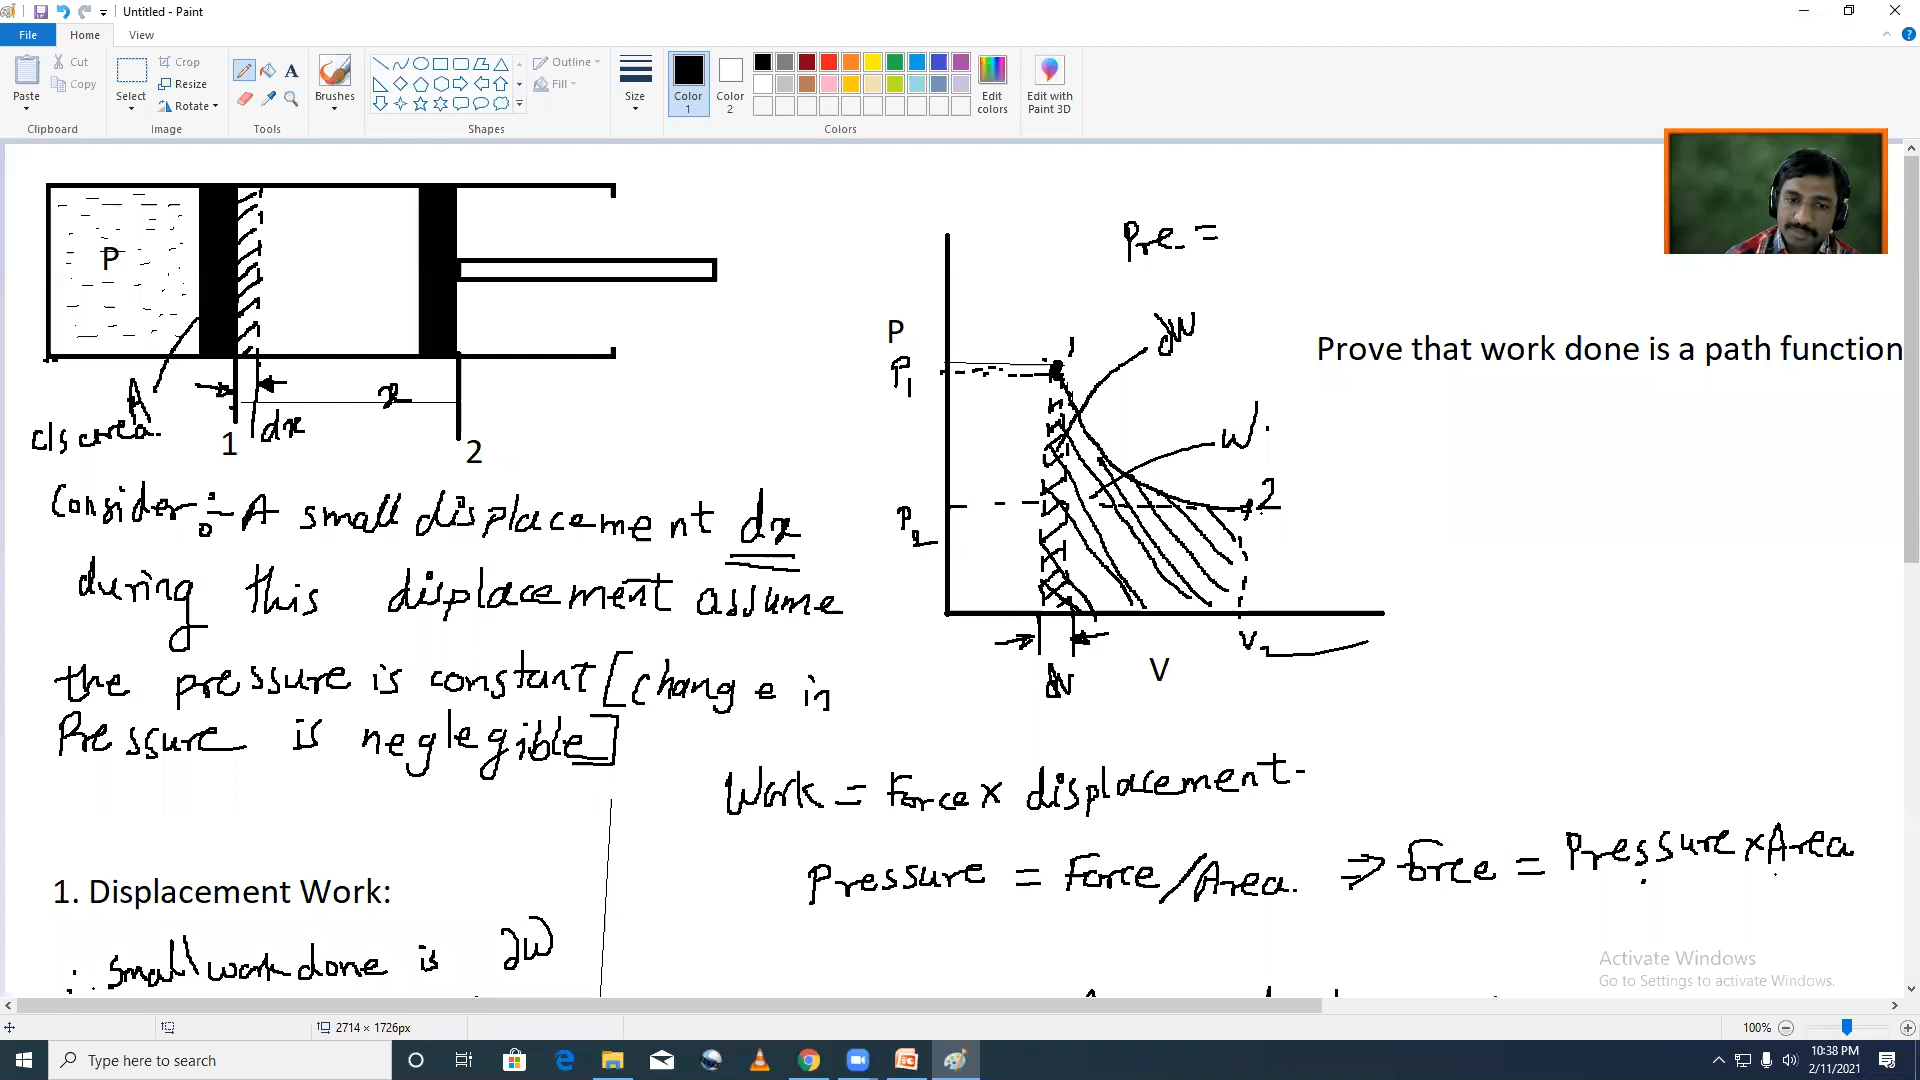 Untitled - Paint
File Home View
Paste
Cut
Copy
Clipboard
Select
Crop
Resize
Rotate
Image
Tools
Brushes
Shapes
Outline
Fill
Size
Color 1
Color 2
Colors
Edit colors
Edit with Paint 3D
P
A
c/s area.
1
dx
x
2
Consider:- A small displacement dx
during this displacement assume
the pressure is constant [change in
Pressure is neglegible]
1. Displacement Work:
∴ small work done is ∂W
Pre. =
P
P1
1
∂W
W.
P2
2
V2
dV
V
Prove that work done is a path function
Work = Force x displacement
Pressure = Force/Area. ⇒ Force = Pressure x Area
Activate Windows
Go to Settings to activate Windows.
2714 × 1726px
100%
Type here to search
10:38 PM
2/11/2021